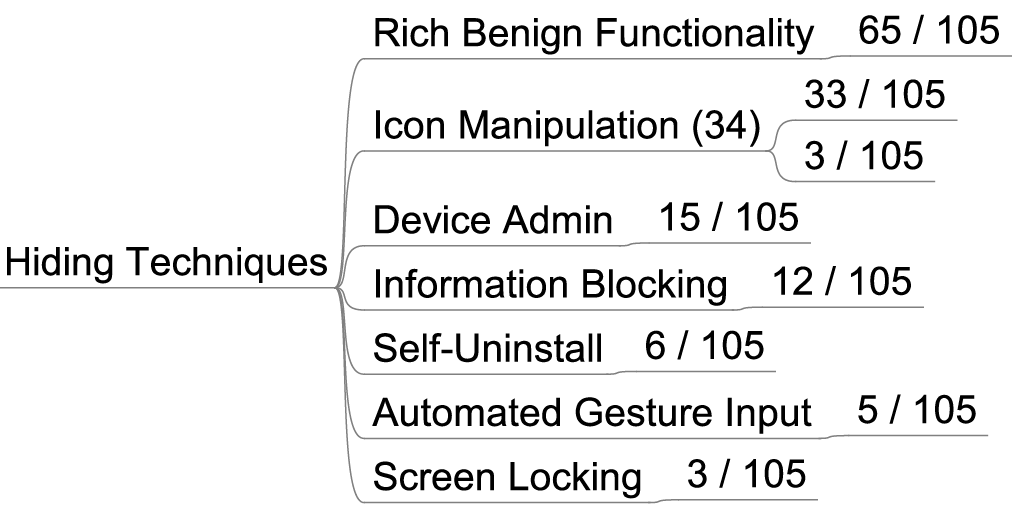 Rich Benign Functionality 65 / 105
Icon Manipulation (34) 33 / 105
3 / 105
Device Admin 15 / 105
Hiding Techniques
Information Blocking 12 / 105
Self-Uninstall 6 / 105
Automated Gesture Input 5 / 105
Screen Locking 3 / 105